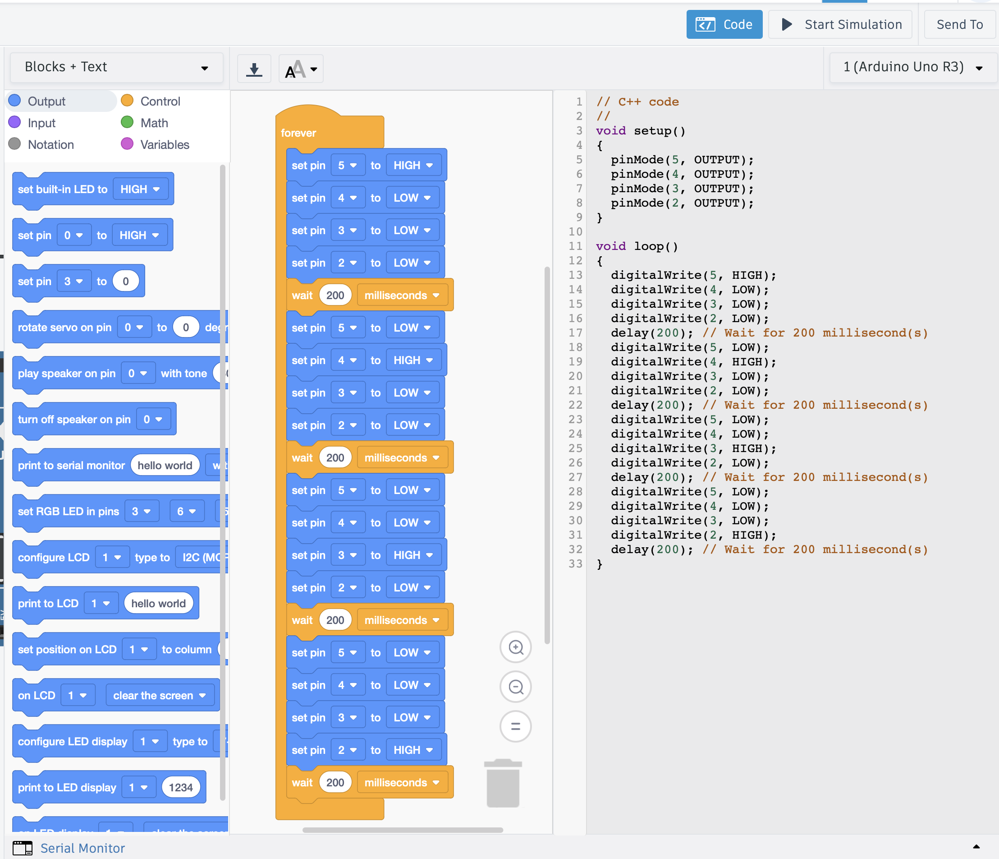 Code
Start Simulation
Send To
Blocks + Text
1 (Arduino Uno R3)
Output
Control
Input
Math
Notation
Variables
set built-in LED to HIGH
set pin 0 to HIGH
set pin 3 to 0
rotate servo on pin 0 to 0
play speaker on pin 0 with tone
turn off speaker on pin 0
print to serial monitor hello world
set RGB LED in pins 3 6
configure LCD 1 type to I2C
print to LCD 1 hello world
set position on LCD 1 to column
on LCD 1 clear the screen
configure LED display 1 type to
print to LED display 1 1234
forever
set pin 5 to HIGH
set pin 4 to LOW
set pin 3 to LOW
set pin 2 to LOW
wait 200 milliseconds
set pin 5 to LOW
set pin 4 to HIGH
set pin 3 to LOW
set pin 2 to LOW
wait 200 milliseconds
set pin 5 to LOW
set pin 4 to LOW
set pin 3 to HIGH
set pin 2 to LOW
wait 200 milliseconds
set pin 5 to LOW
set pin 4 to LOW
set pin 3 to LOW
set pin 2 to HIGH
wait 200 milliseconds
1 // C++ code
2 //
3 void setup()
4 {
5 pinMode(5, OUTPUT);
6 pinMode(4, OUTPUT);
7 pinMode(3, OUTPUT);
8 pinMode(2, OUTPUT);
9 }
10
11 void loop()
12 {
13 digitalWrite(5, HIGH);
14 digitalWrite(4, LOW);
15 digitalWrite(3, LOW);
16 digitalWrite(2, LOW);
17 delay(200); // Wait for 200 millisecond(s)
18 digitalWrite(5, LOW);
19 digitalWrite(4, HIGH);
20 digitalWrite(3, LOW);
21 digitalWrite(2, LOW);
22 delay(200); // Wait for 200 millisecond(s)
23 digitalWrite(5, LOW);
24 digitalWrite(4, LOW);
25 digitalWrite(3, HIGH);
26 digitalWrite(2, LOW);
27 delay(200); // Wait for 200 millisecond(s)
28 digitalWrite(5, LOW);
29 digitalWrite(4, LOW);
30 digitalWrite(3, LOW);
31 digitalWrite(2, HIGH);
32 delay(200); // Wait for 200 millisecond(s)
33 }
Serial Monitor